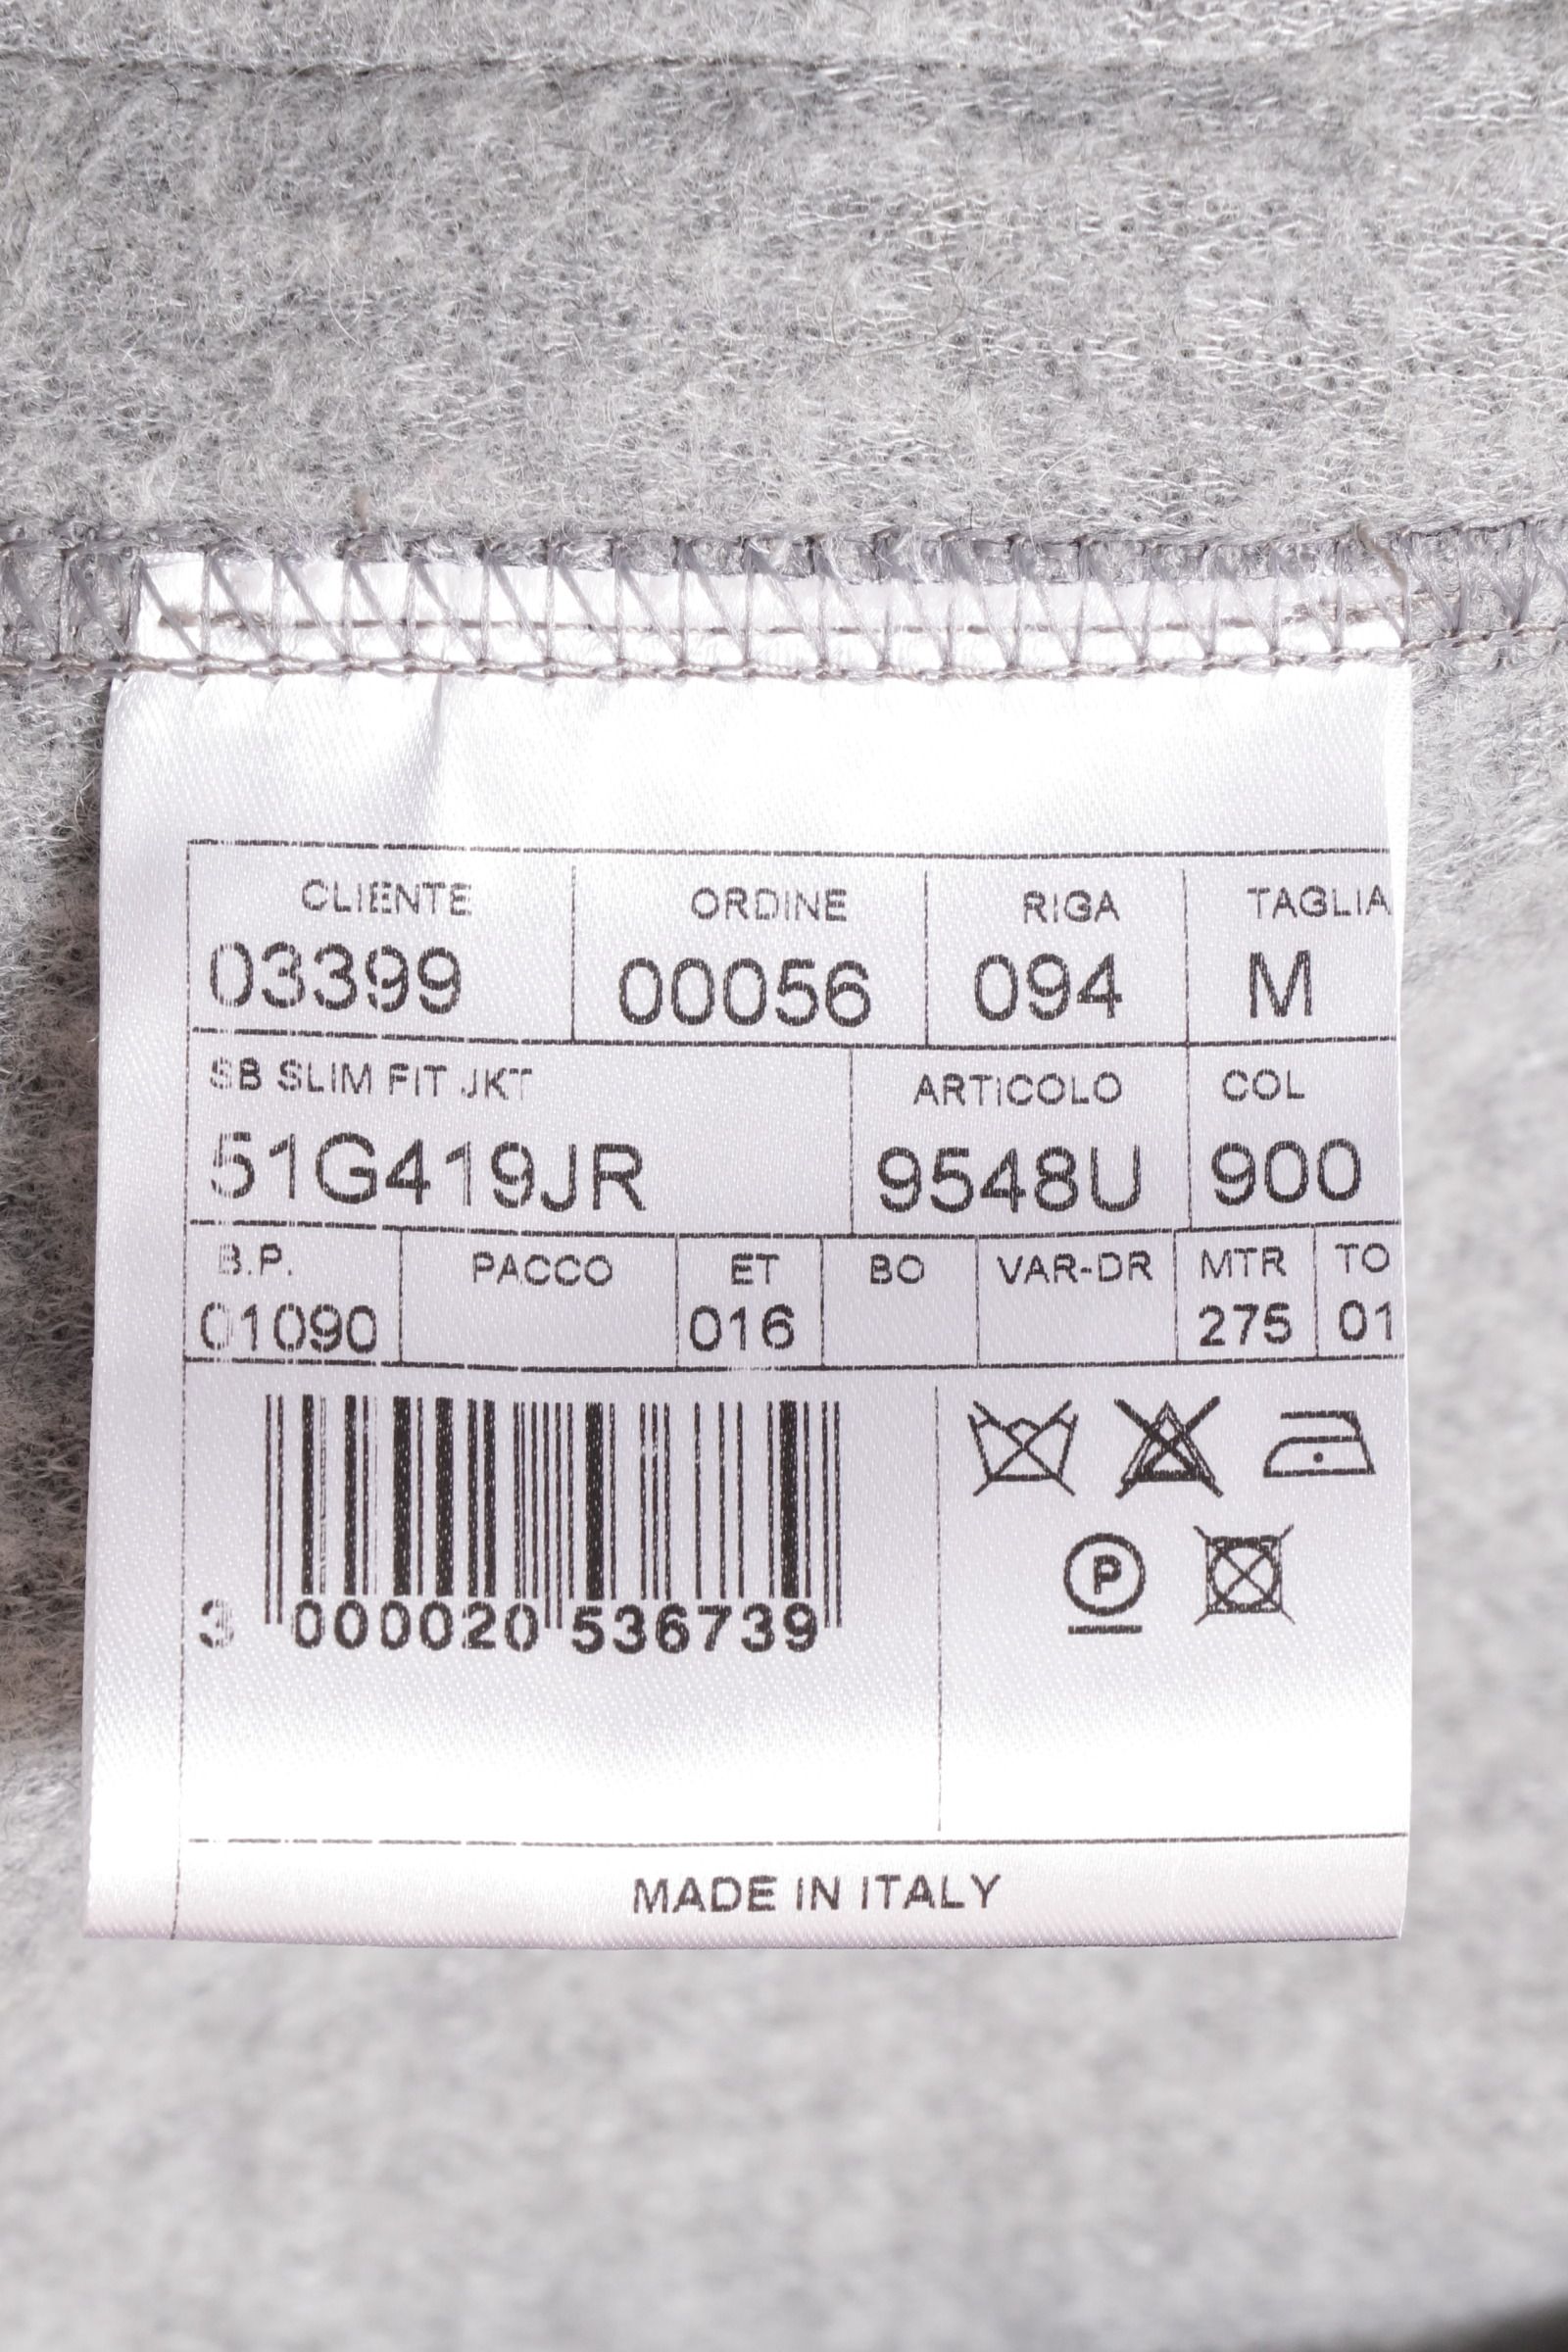 CLIENTE ORDINE RIGA TAGLIA
03399 00056 094 M
SB SLIM FIT JKT ARTICOLO COL
51G419JR 9548U 900
B.P. PACCO ET BO VAR-DR MTR TO
01090 016 275 01
P
3 000020 536739
MADE IN ITALY